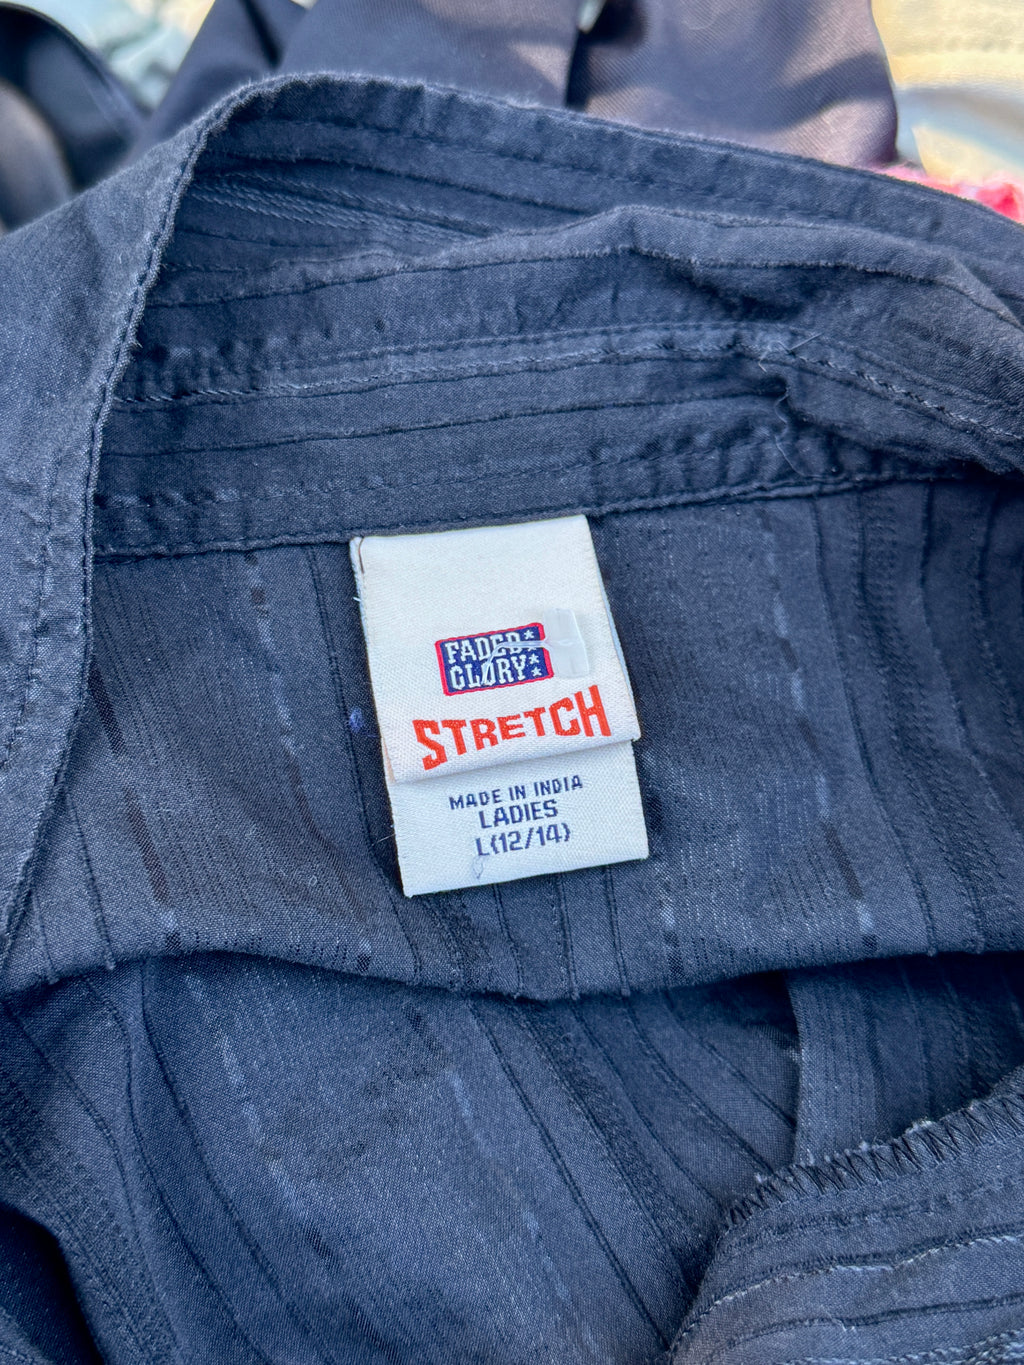 FADED
GLORY
STRETCH
MADE IN INDIA
LADIES
L(12/14)